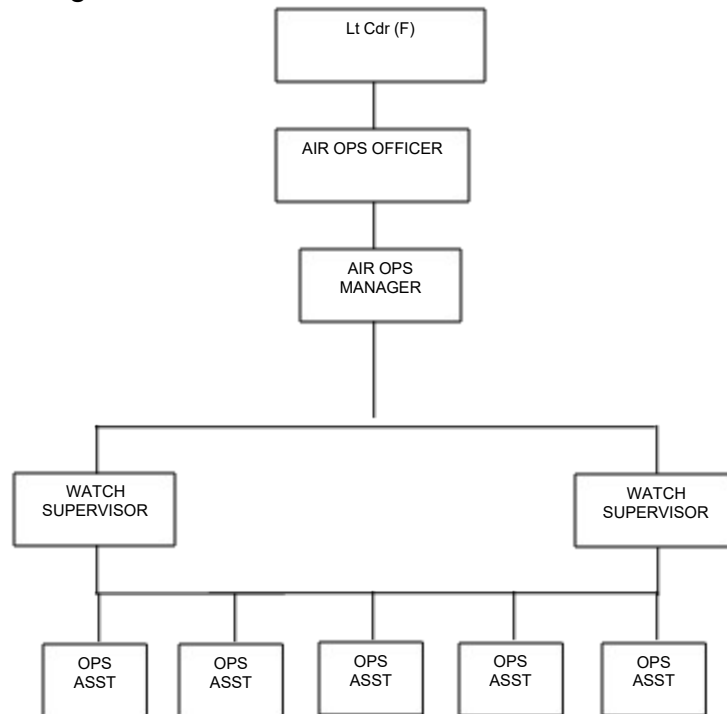 Lt Cdr (F)
AIR OPS OFFICER
AIR OPS
MANAGER
WATCH
SUPERVISOR
WATCH
SUPERVISOR
OPS
ASST
OPS
ASST
OPS
ASST
OPS
ASST
OPS
ASST